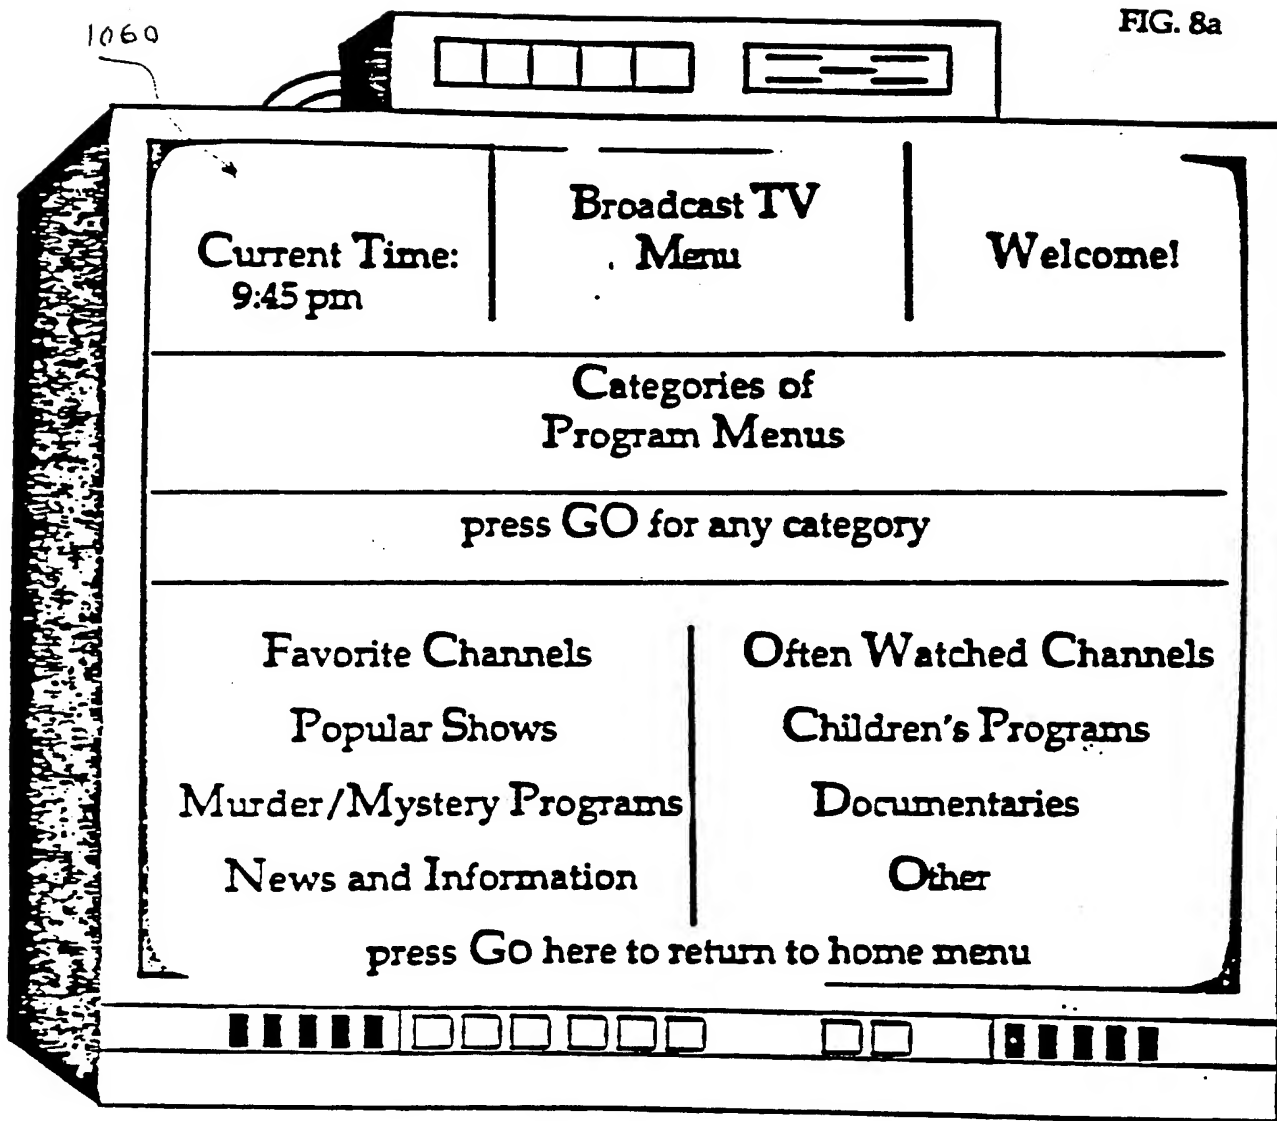 FIG. 8a
1060
Broadcast TV
Menu
Current Time:
9:45 pm
Welcome!
Categories of
Program Menus
press GO for any category
Favorite Channels
Often Watched Channels
Popular Shows
Children's Programs
Murder/Mystery Programs
Documentaries
News and Information
Other
press GO here to return to home menu